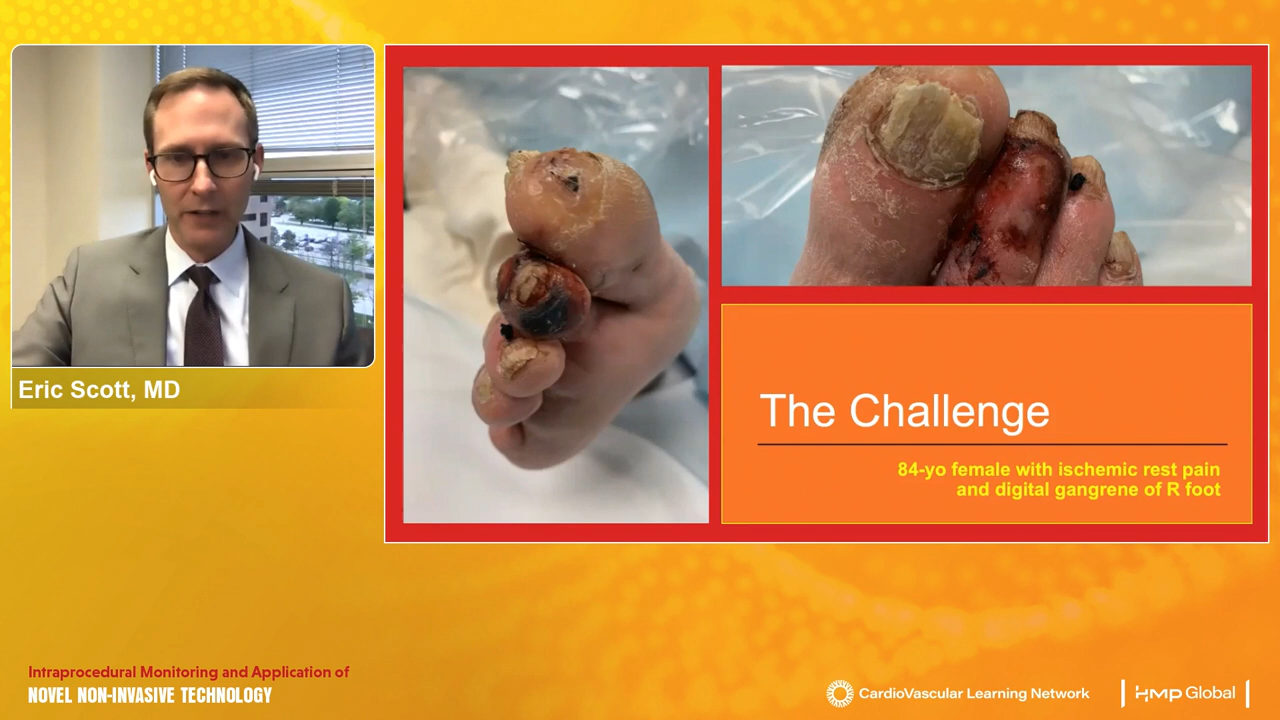 Eric Scott, MD
The Challenge
84-yo female with ischemic rest pain
and digital gangrene of R foot
Intraprocedural Monitoring and Application of
NOVEL NON-INVASIVE TECHNOLOGY
CardioVascular Learning Network
HMP Global